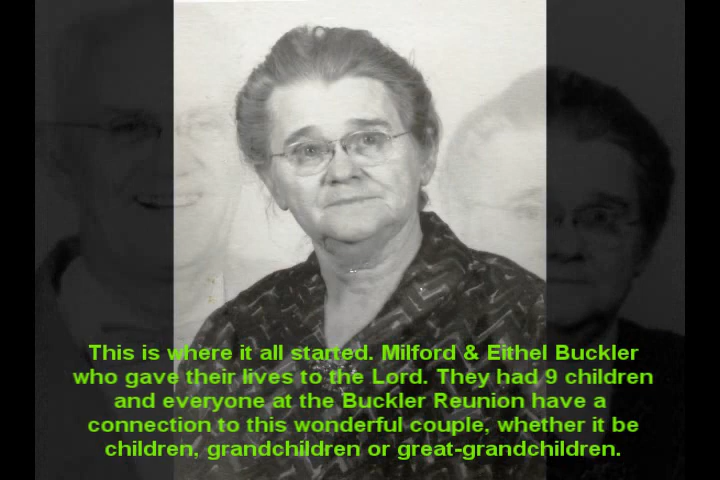 This is where it all started. Milford & Eithel Buckler
who gave their lives to the Lord. They had 9 children
and everyone at the Buckler Reunion have a
connection to this wonderful couple, whether it be
children, grandchildren or great-grandchildren.